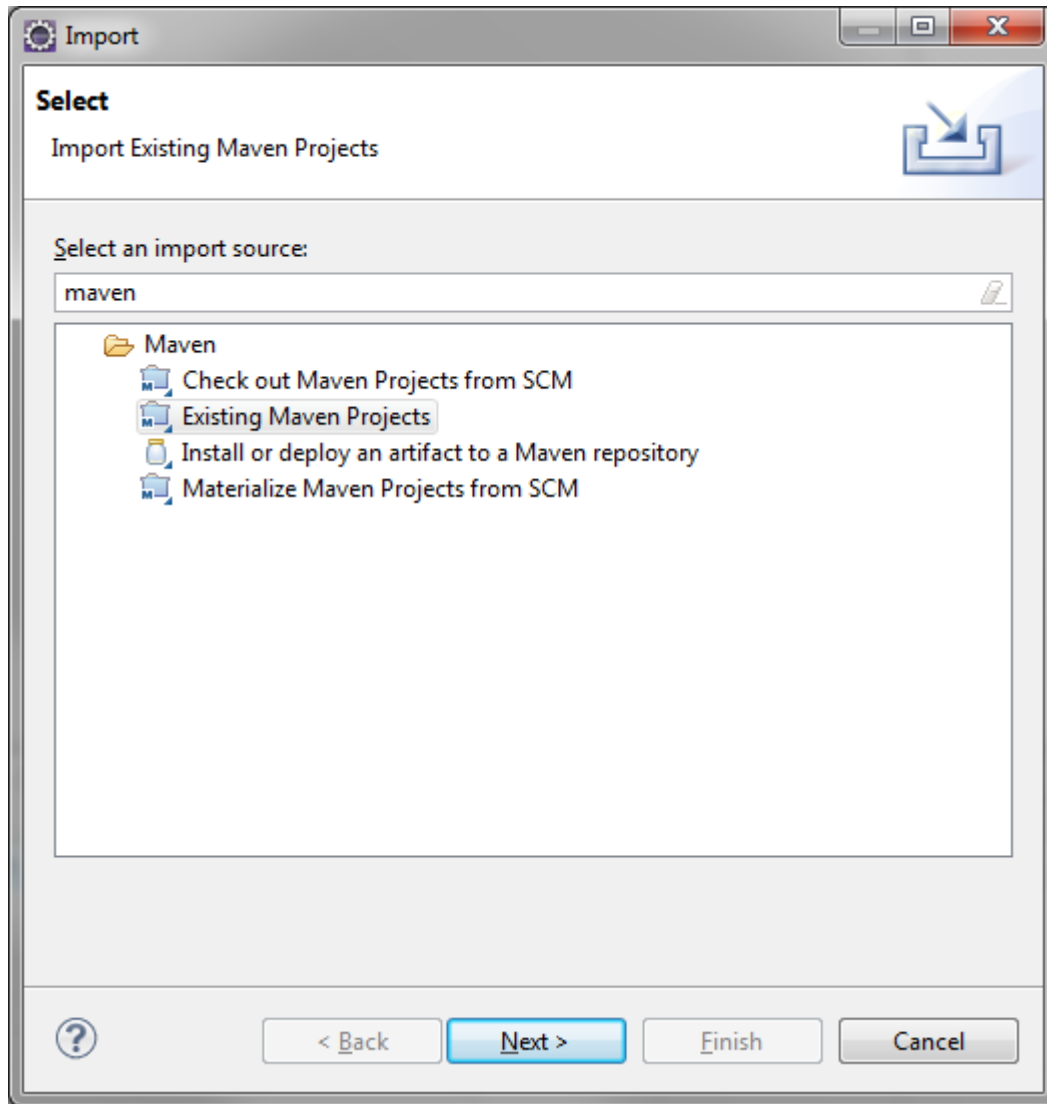 Import
Select
Import Existing Maven Projects
Select an import source:
maven
Maven
Check out Maven Projects from SCM
Existing Maven Projects
Install or deploy an artifact to a Maven repository
Materialize Maven Projects from SCM
< Back
Next >
Finish
Cancel